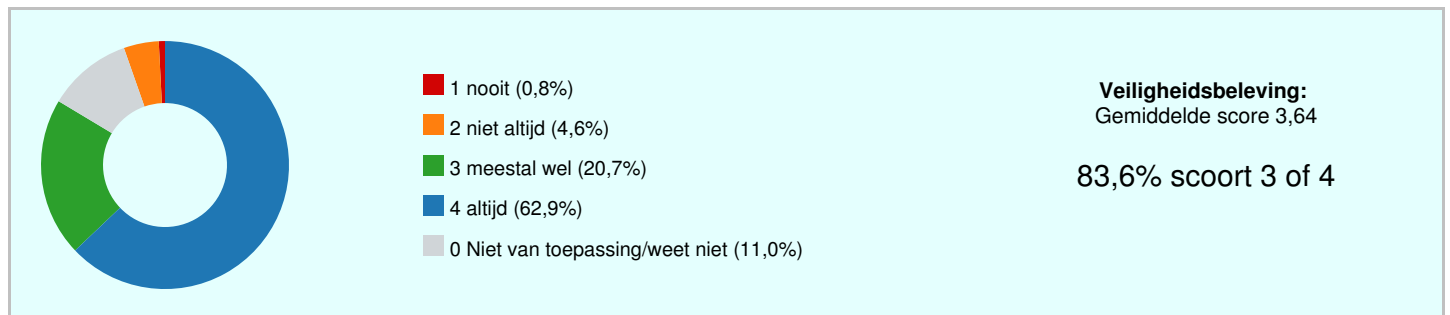 1 nooit (0,8%)
2 niet altijd (4,6%)
3 meestal wel (20,7%)
4 altijd (62,9%)
0 Niet van toepassing/weet niet (11,0%)
Veiligheidsbeleving:
Gemiddelde score 3,64
83,6% scoort 3 of 4